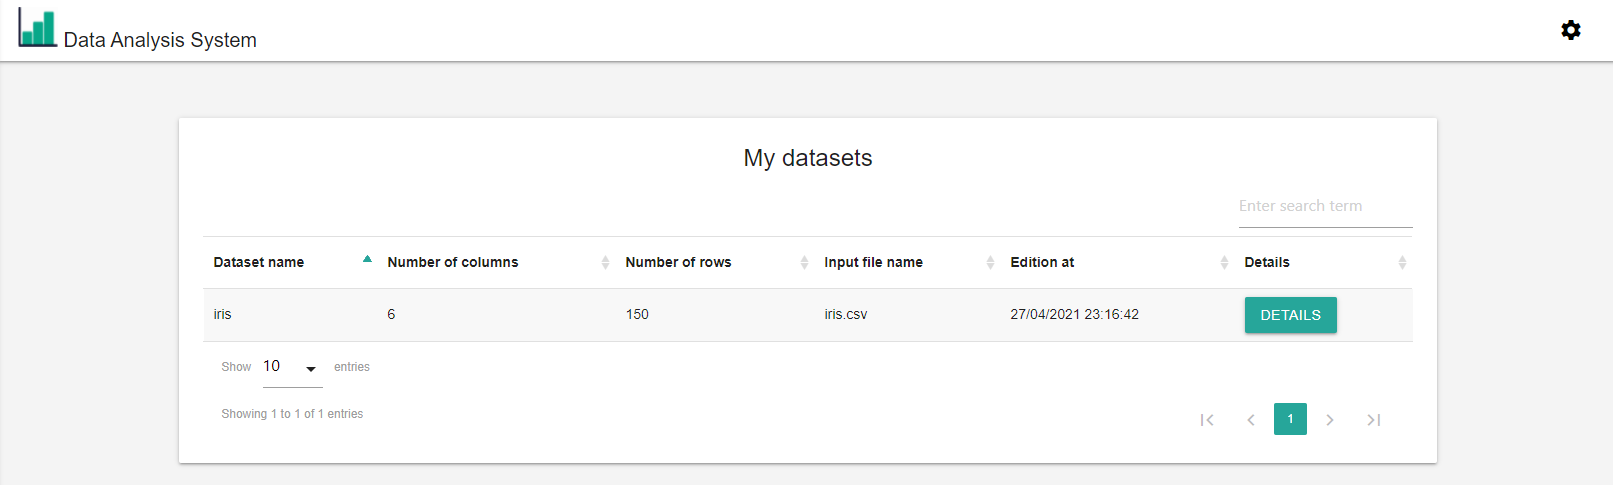 Data Analysis System
My datasets
Enter search term
Dataset name Number of columns Number of rows Input file name Edition at Details
iris 6 150 iris.csv 27/04/2021 23:16:42 DETAILS
Show 10 entries
Showing 1 to 1 of 1 entries
1